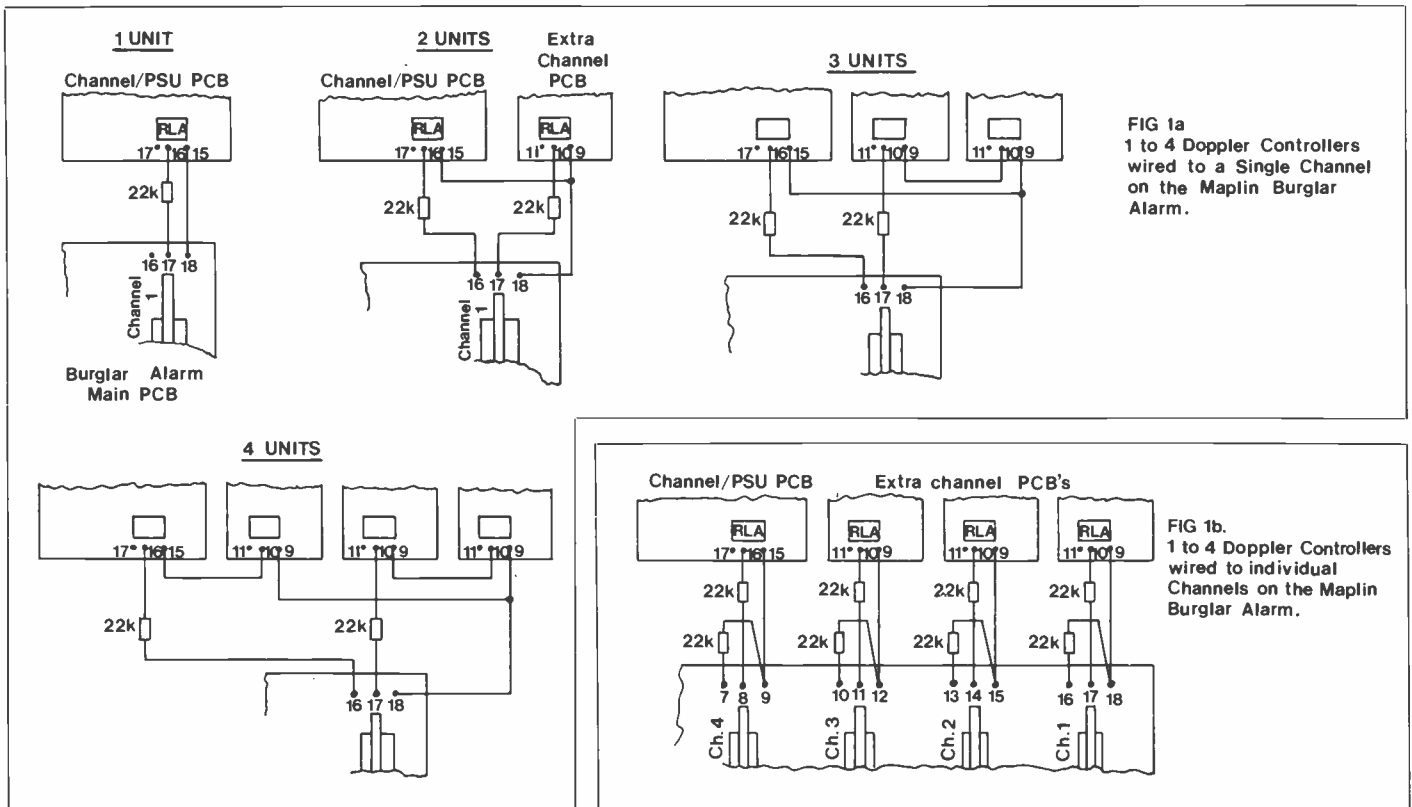 1 UNIT
Channel/PSU PCB
RLA
17 16 15
22k
16 17 18
Channel 1
Burglar Alarm
Main PCB
2 UNITS
Channel/PSU PCB
Extra
Channel
PCB
RLA
RLA
17 16 15
11 10 9
22k
22k
16 17 18
Channel 1
3 UNITS
17 16 15
11 10 9
11 10 9
22k
22k
16 17 18
FIG 1a
1 to 4 Doppler Controllers
wired to a Single Channel
on the Maplin Burglar
Alarm.
4 UNITS
17 16 15
11 10 9
11 10 9
11 10 9
22k
22k
16 17 18
Channel/PSU PCB
Extra channel PCB's
RLA
RLA
RLA
RLA
17 16 15
11 10 9
11 10 9
11 10 9
22k
22k
22k
22k
22k
22k
22k
22k
7 8 9
10 11 12
13 14 15
16 17 18
Ch.4
Ch.3
Ch.2
Ch.1
FIG 1b.
1 to 4 Doppler Controllers
wired to individual
Channels on the Maplin
Burglar Alarm.